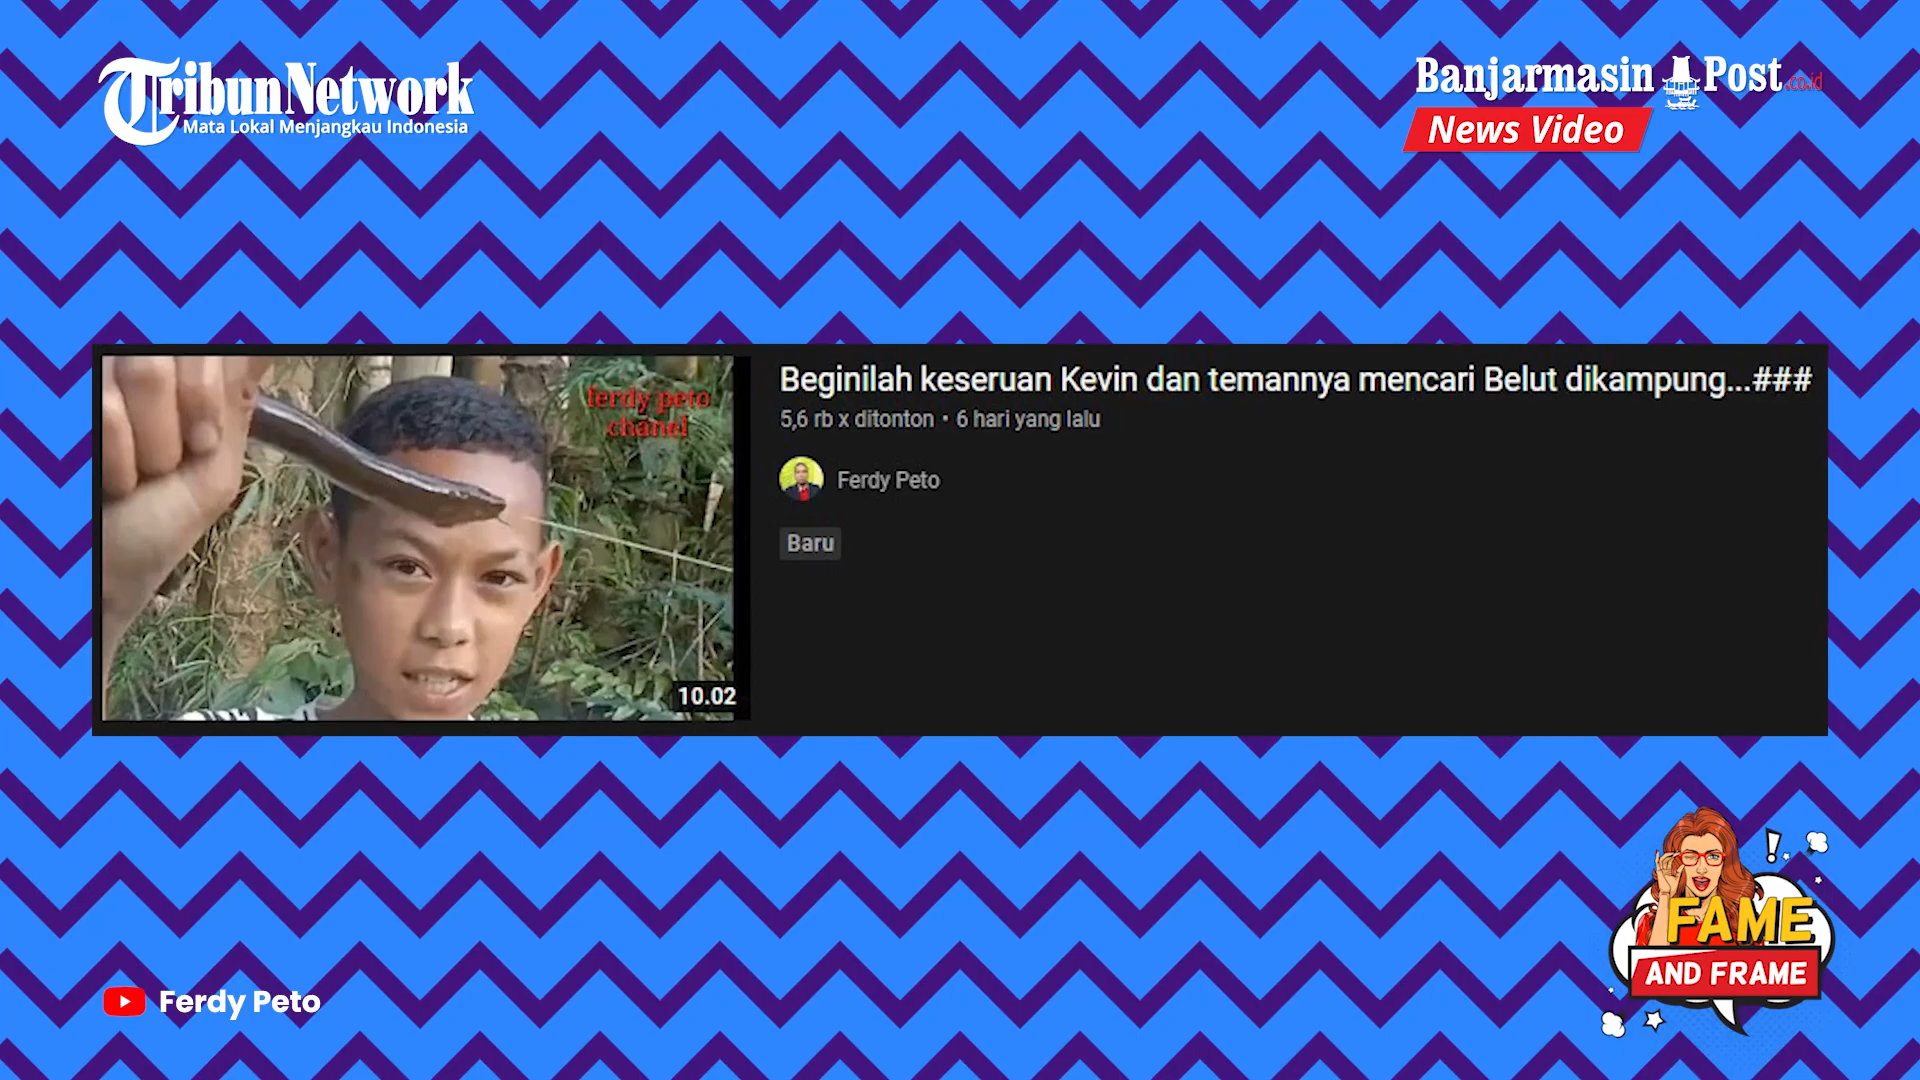 TribunNetwork
Mata Lokal Menjangkau Indonesia
Banjarmasin Post.co.id
News Video
ferdy peto
chanel
10.02
Beginilah keseruan Kevin dan temannya mencari Belut dikampung...###
5,6 rb x ditonton • 6 hari yang lalu
Ferdy Peto
Baru
Ferdy Peto
!
FAME
AND FRAME